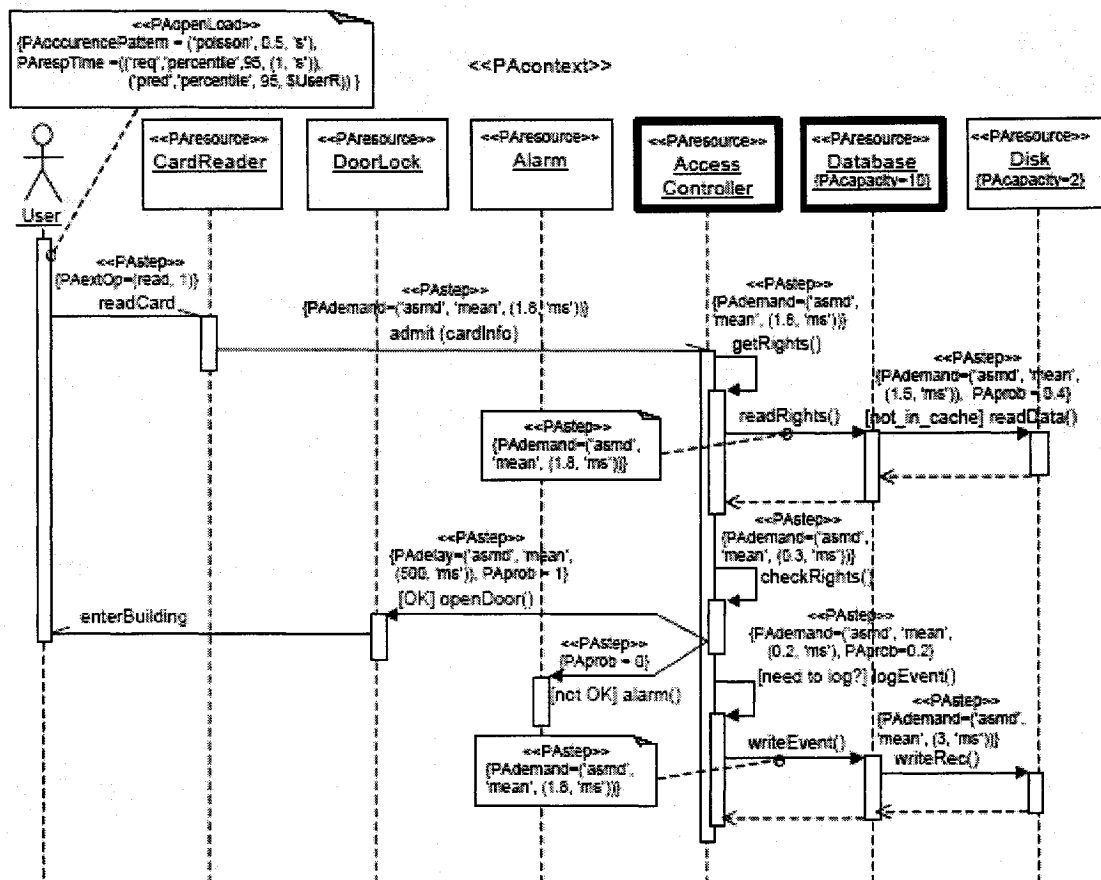 <<PAopenLoad>>
{PAoccurencePattern = ('poisson', 0.5, 's'),
PArespTime =(('req','percentile',95, (1, 's')),
('pred','percentile', 95, $UserR)) }
<<PAcontext>>
<<PAresource>>
CardReader
<<PAresource>>
DoorLock
<<PAresource>>
Alarm
<<PAresource>>
Access
Controller
<<PAresource>>
Database
{PAcapacity=10}
<<PAresource>>
Disk
{PAcapacity=2}
User
<<PAstep>>
{PAextOp=(read, 1)}
readCard
<<PAstep>>
{PAdemand=('asmd', 'mean', (1.8, 'ms'))}
admit (cardInfo)
<<PAstep>>
{PAdemand=('asmd',
'mean', (1.8, 'ms'))}
getRights()
<<PAstep>>
{PAdemand=('asmd', 'mean',
(1.5, 'ms')), PAprob = 0.4}
[not_in_cache] readData()
readRights()
<<PAstep>>
{PAdemand=('asmd',
'mean', (1.8, 'ms'))}
<<PAstep>>
{PAdemand=('asmd',
'mean', (0.3, 'ms'))}
checkRights()
<<PAstep>>
{PAdelay=('asmd', 'mean',
(500, 'ms')), PAprob = 1}
[OK] openDoor()
enterBuilding
<<PAstep>>
{PAprob = 0}
[not OK] alarm()
<<PAstep>>
{PAdemand=('asmd', 'mean',
(0.2, 'ms'), PAprob=0.2}
[need to log?] logEvent()
<<PAstep>>
{PAdemand=('asmd',
'mean', (3, 'ms'))}
writeRec()
writeEvent()
<<PAstep>>
{PAdemand=('asmd',
'mean', (1.8, 'ms'))}